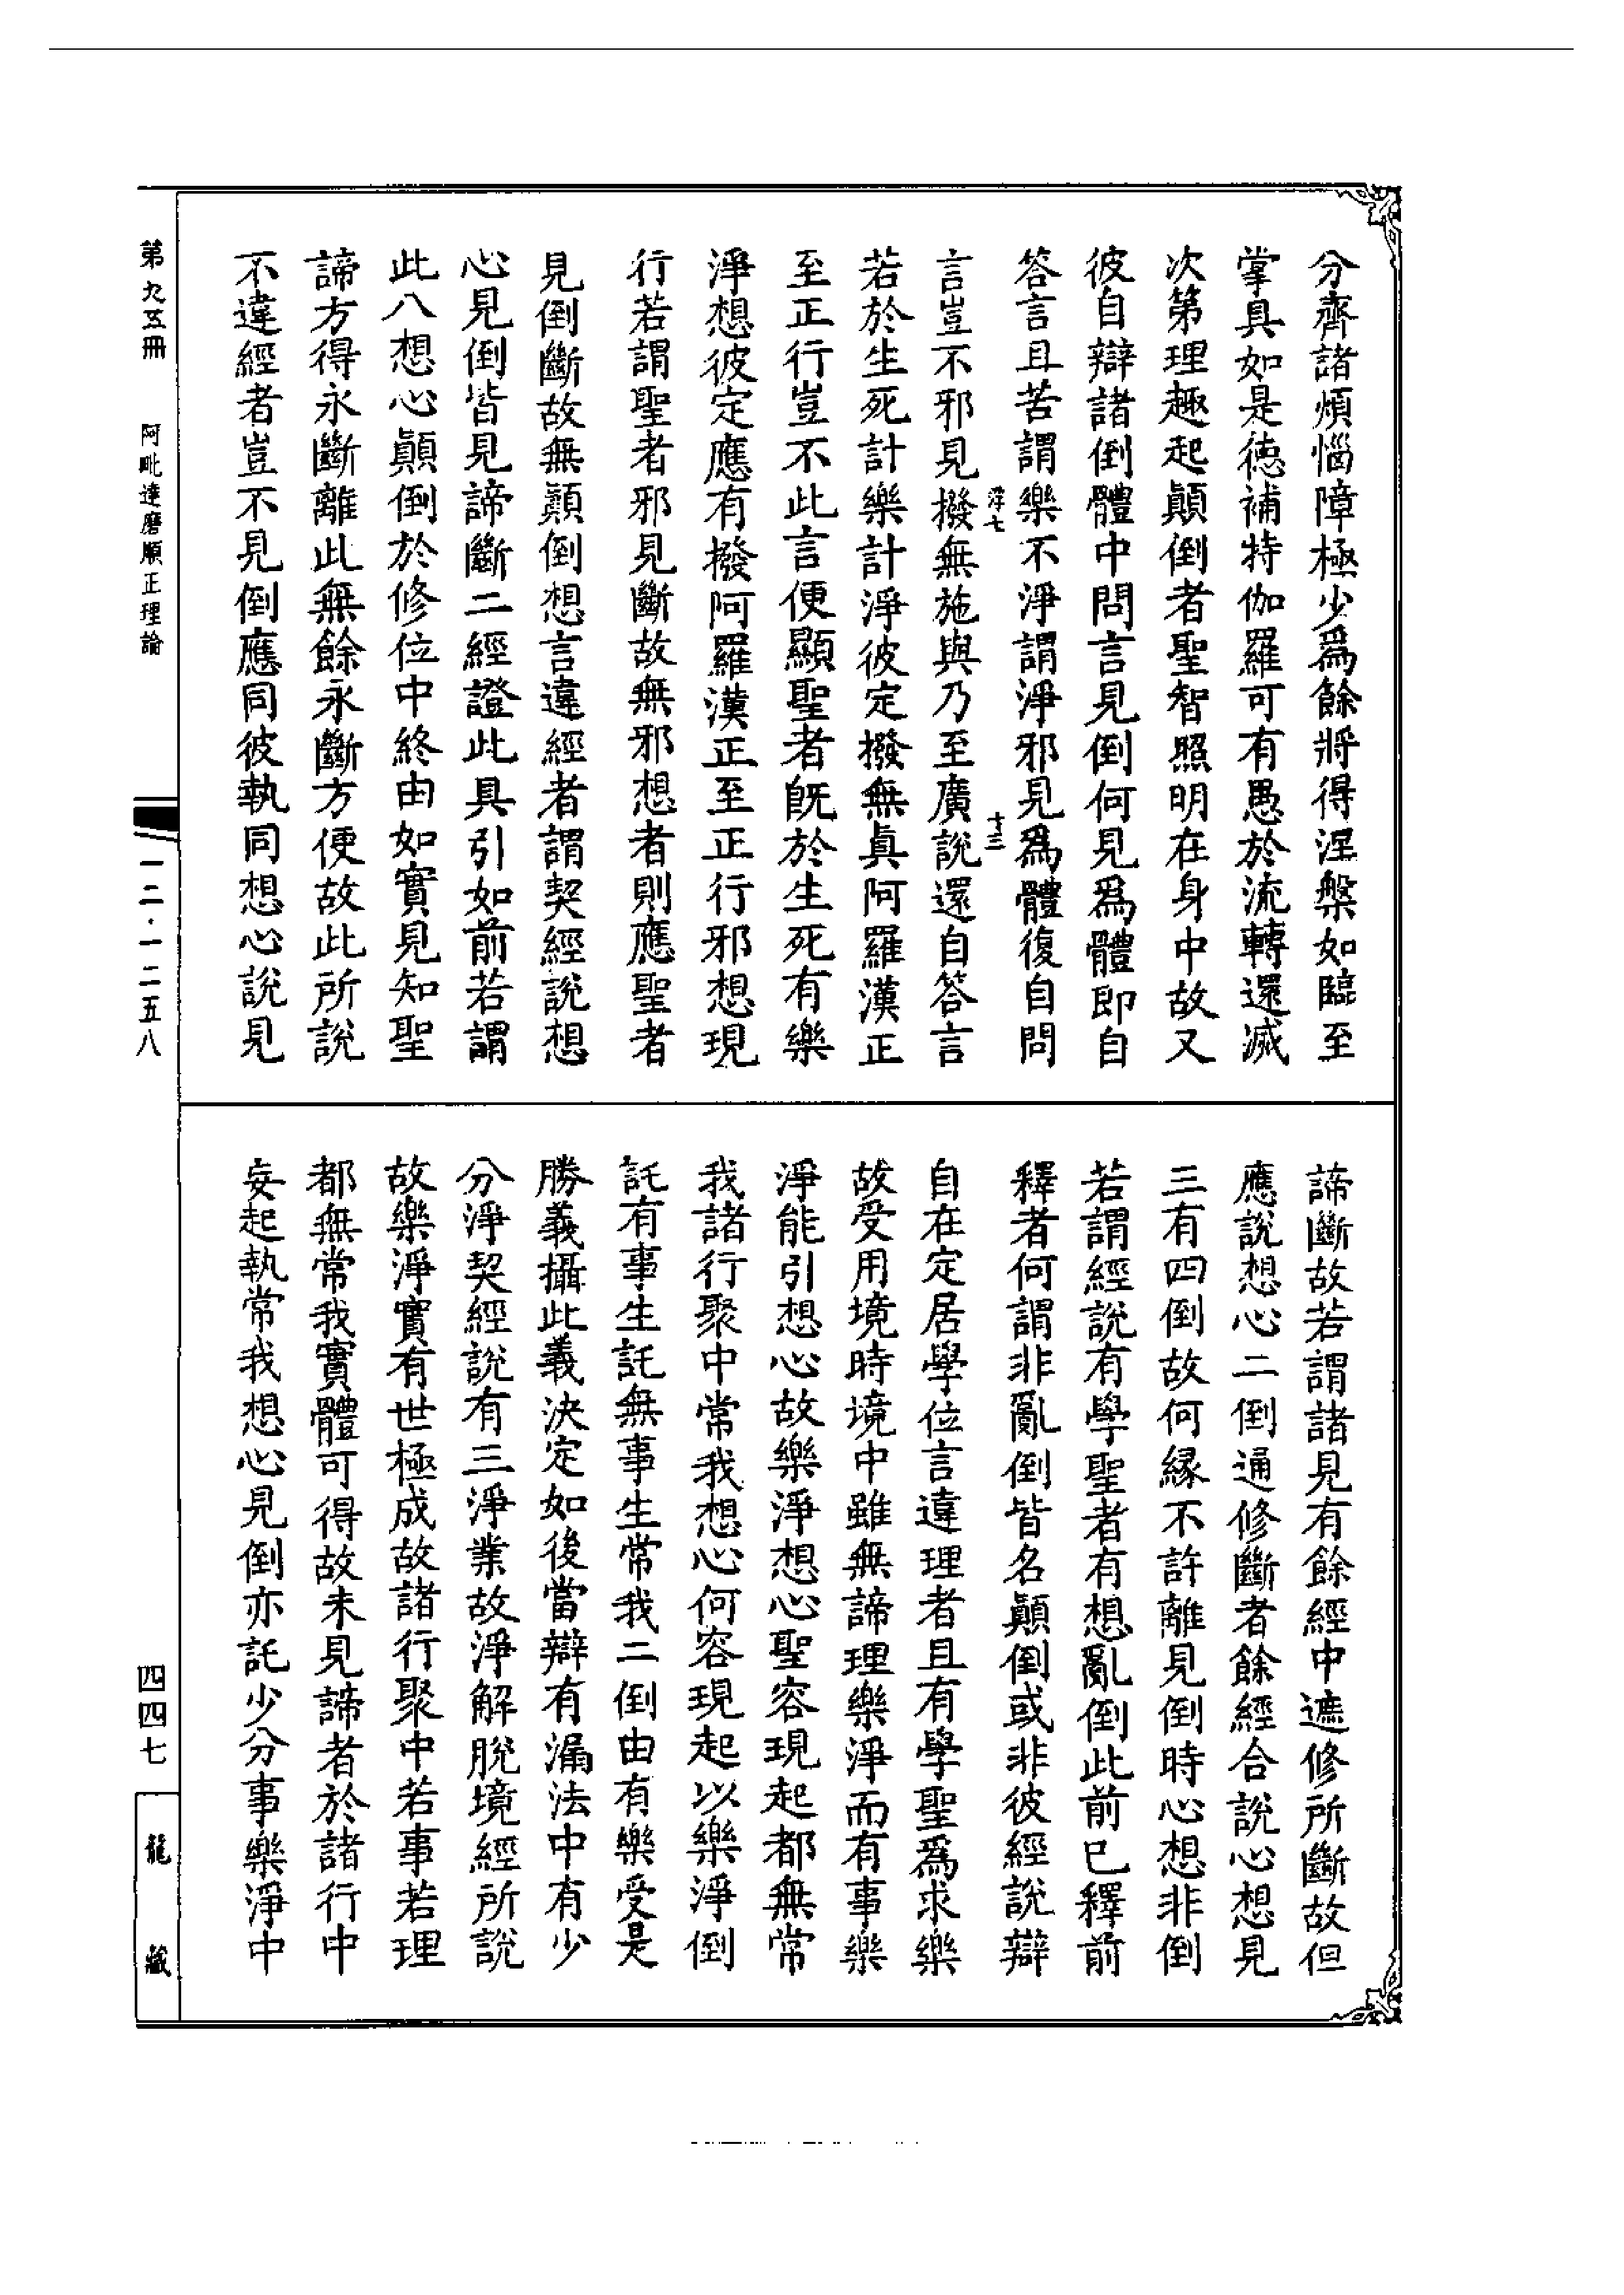 分齊諸煩惱障極少爲餘將得涅槃如臨至
掌具如是德補特伽羅可有愚於流轉還滅
次第理趣起顛倒者聖智照明在身中故又
彼自辯諸倒體中問言見倒何見爲體即自
答言且苦謂樂不淨謂淨邪見爲體復自問
言豈不邪見撥無施與乃至廣說還自答言
若於生死計樂計淨彼定撥無眞阿羅漢正
至正行豈不此言便顯聖者旣於生死有樂
淨想彼定應有撥阿羅漢正至正行邪想現
行若謂聖者邪見斷故無邪想者則應聖者
見倒斷故無顛倒想言違經者謂契經說想
心見倒皆見諦斷二經證此具引如前若謂
此八想心顛倒於修位中終由如實見知聖
諦方得永斷離此無餘永斷方便故此所說
不違經者豈不見倒應同彼執同想心說見
諦斷故若謂諸見有餘經中遮修所斷故但
應說想心二倒通修斷者餘經合說心想見
三有四倒故何緣不許離見倒時心想非倒
若謂經說有學聖者有想亂倒此前已釋前
釋者何謂非亂倒皆名顛倒或非彼經說辯
自在定居學位言違理者且有學聖爲求樂
故受用境時境中雖無諦理樂淨而有事樂
淨能引想心故樂淨想心聖容現起都無常
我諸行聚中常我想心何容現起以樂淨倒
託有事生託無事生常我二倒由有樂受是
勝義攝此義決定如後當辯有漏法中有少
分淨契經說有三淨業故淨解脫境經所說
故樂淨實有世極成故諸行聚中若事若理
都無常我實體可得故未見諦者於諸行中
妄起執常我想心見倒亦託少分事樂淨中
第九五冊
阿毗達磨順正理論
一二·一二五八
四四七
龍藏